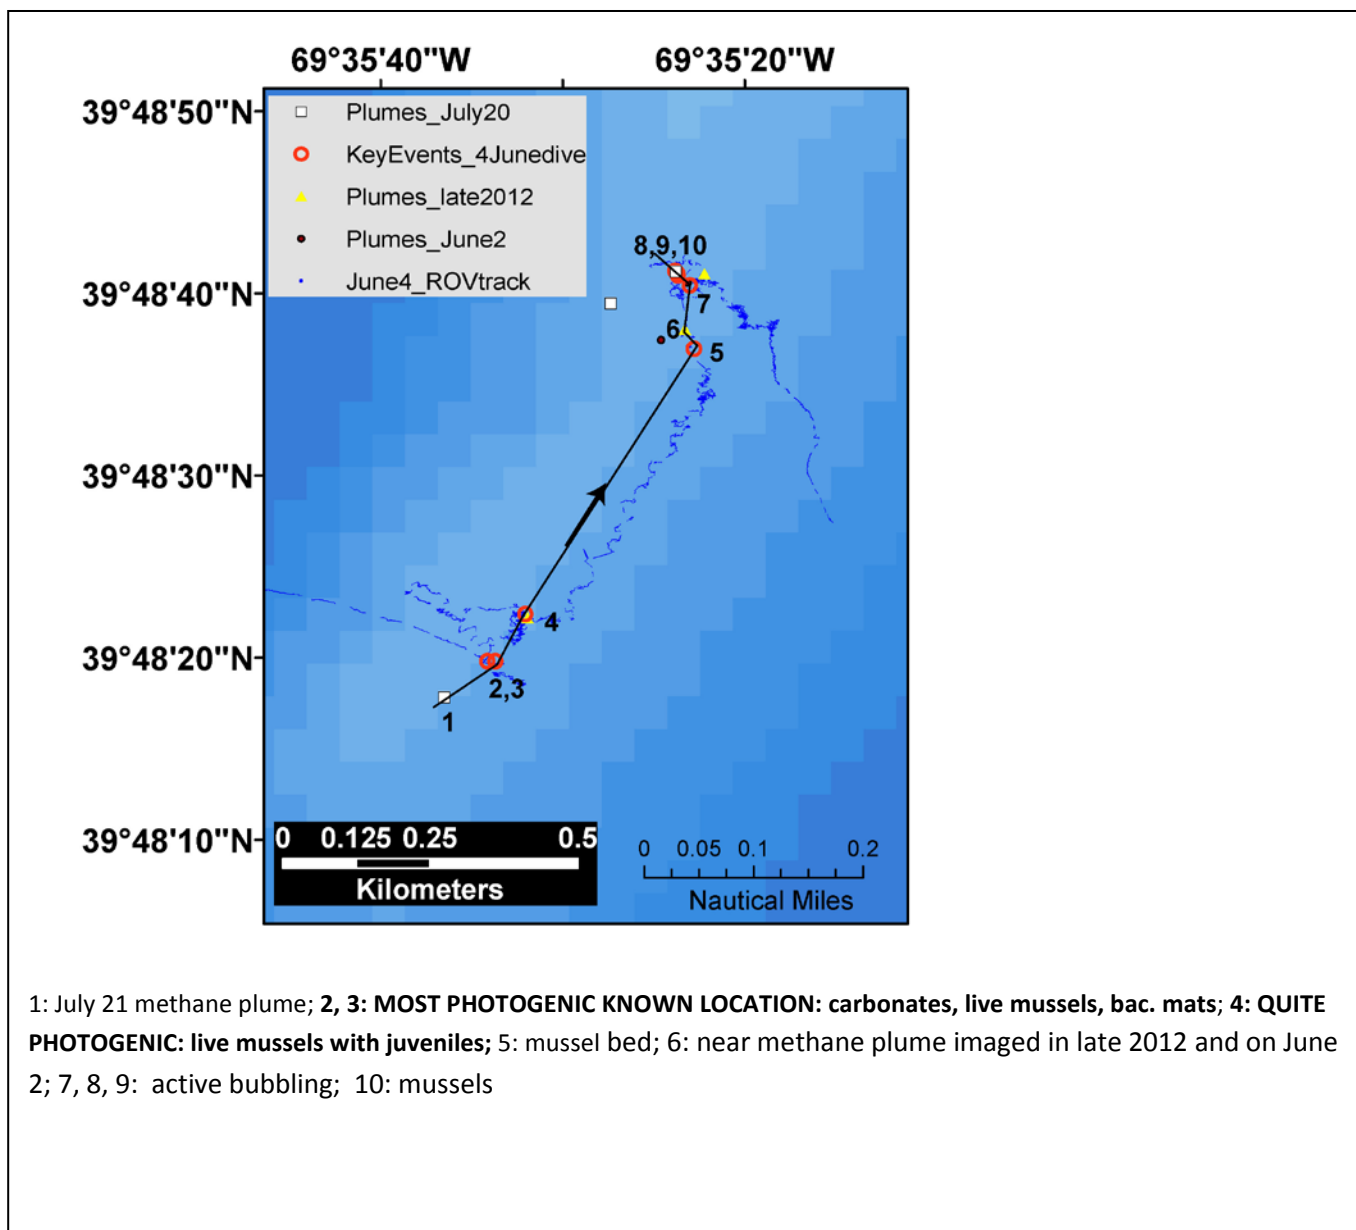 69°35'40"W 69°35'20"W
39°48'50"N
Plumes_July20
KeyEvents_4Junedive
Plumes_late2012
Plumes_June2
June4_ROVtrack
8,9,10
39°48'40"N
7
6
5
39°48'30"N
4
39°48'20"N
2,3
1
39°48'10"N
0 0.125 0.25 0.5
Kilometers
0 0.05 0.1 0.2
Nautical Miles
1: July 21 methane plume; 2, 3: MOST PHOTOGENIC KNOWN LOCATION: carbonates, live mussels, bac. mats; 4: QUITE
PHOTOGENIC: live mussels with juveniles; 5: mussel bed; 6: near methane plume imaged in late 2012 and on June
2; 7, 8, 9: active bubbling; 10: mussels